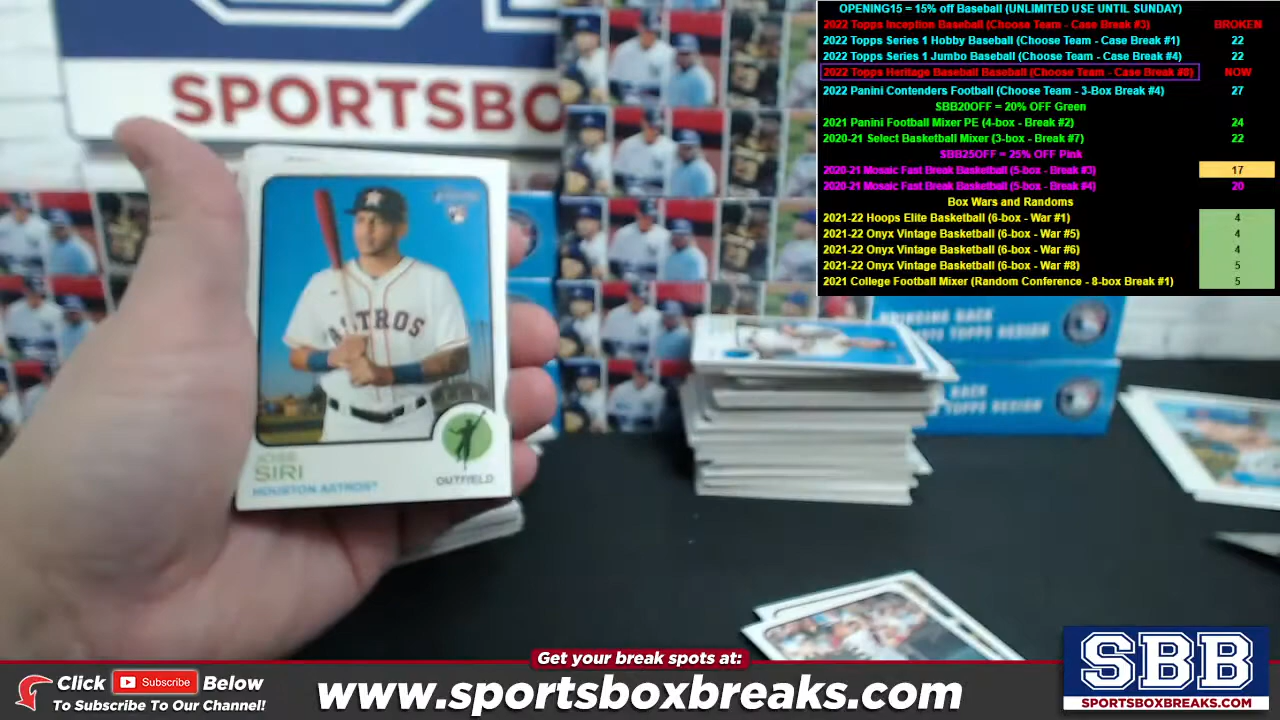 OPENING15 = 15% off Baseball (UNLIMITED USE UNTIL SUNDAY)
2022 Topps Inception Baseball (Choose Team - Case Break #3) BROKEN
2022 Topps Series 1 Hobby Baseball (Choose Team - Case Break #1) 22
2022 Topps Series 1 Jumbo Baseball (Choose Team - Case Break #4) 22
2022 Topps Heritage Baseball Baseball (Choose Team - Case Break #8) NOW
2022 Panini Contenders Football (Choose Team - 3-Box Break #4) 27
SBB20OFF = 20% OFF Green
2021 Panini Football Mixer PE (4-box - Break #2) 24
2020-21 Select Basketball Mixer (3-box - Break #7) 22
SBB25OFF = 25% OFF Pink
2020-21 Mosaic Fast Break Basketball (5-box - Break #3) 17
2020-21 Mosaic Fast Break Basketball (5-box - Break #4) 20
Box Wars and Randoms
2021-22 Hoops Elite Basketball (6-box - War #1) 4
2021-22 Onyx Vintage Basketball (6-box - War #5) 4
2021-22 Onyx Vintage Basketball (6-box - War #6) 4
2021-22 Onyx Vintage Basketball (6-box - War #8) 5
2021 College Football Mixer (Random Conference - 8-box Break #1) 5
SPORTSBO
ASTROS
JOSE
SIRI
HOUSTON ASTROS
OUTFIELD
BACK
TOPPS DESIGN
Get your break spots at:
Click Subscribe Below
To Subscribe To Our Channel!
www.sportsboxbreaks.com
SBB
SPORTSBOXBREAKS.COM